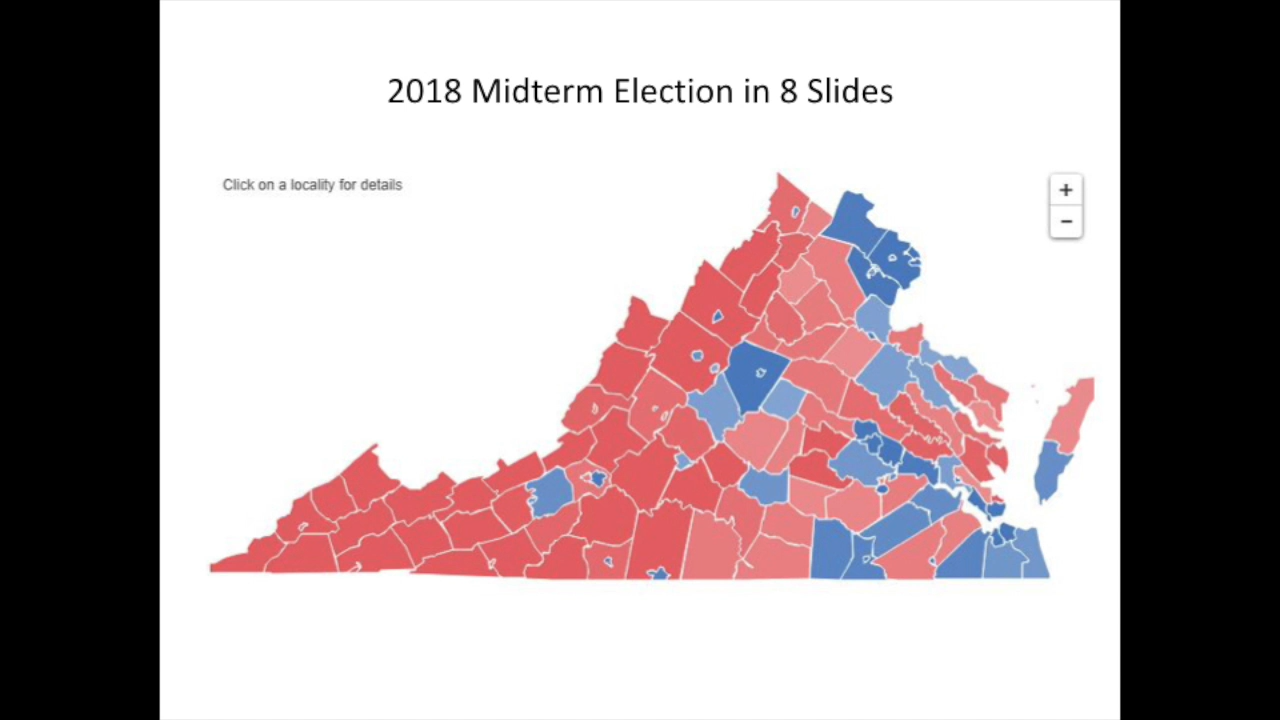 2018 Midterm Election in 8 Slides
Click on a locality for details
+
−